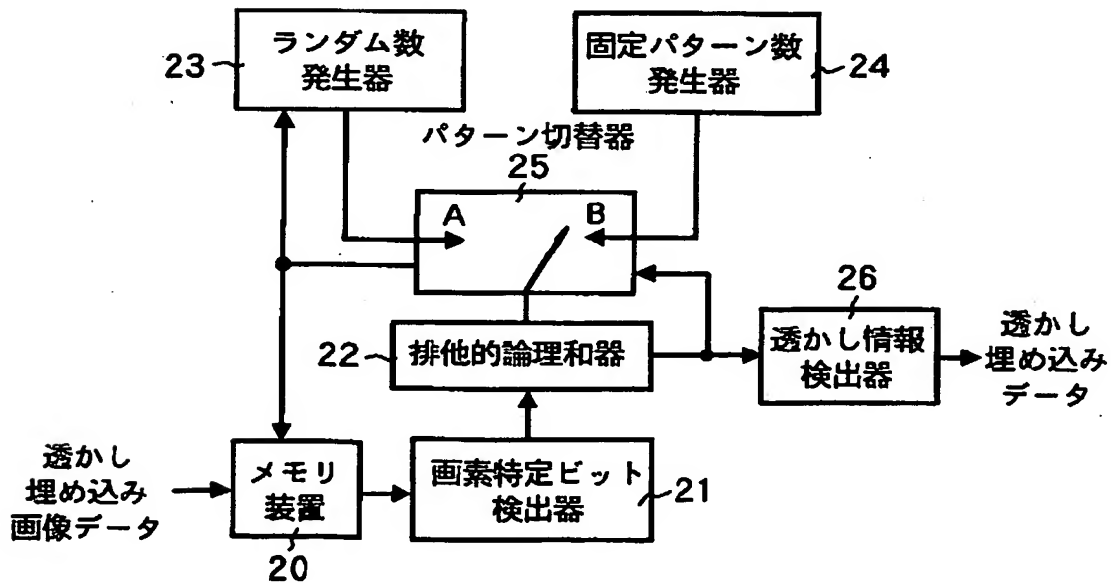 ランダム数
発生器
23
固定パターン数
発生器
24
パターン切替器
25
A
B
26
透かし情報
検出器
透かし
埋め込み
データ
22
排他的論理和器
透かし
埋め込み
画像データ
メモリ
装置
20
画素特定ビット
検出器
21